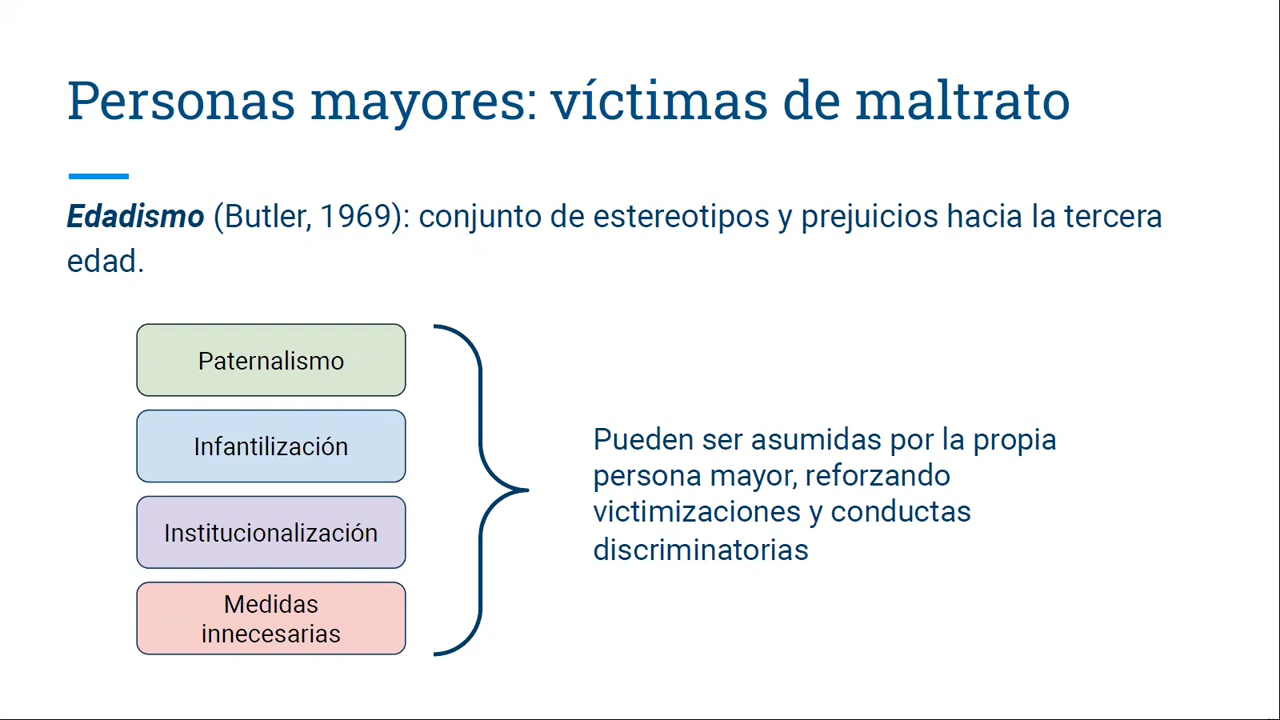 Personas mayores: víctimas de maltrato
Edadismo (Butler, 1969): conjunto de estereotipos y prejuicios hacia la tercera
edad.
Paternalismo
Infantilización
Institucionalización
Medidas
innecesarias
Pueden ser asumidas por la propia
persona mayor, reforzando
victimizaciones y conductas
discriminatorias